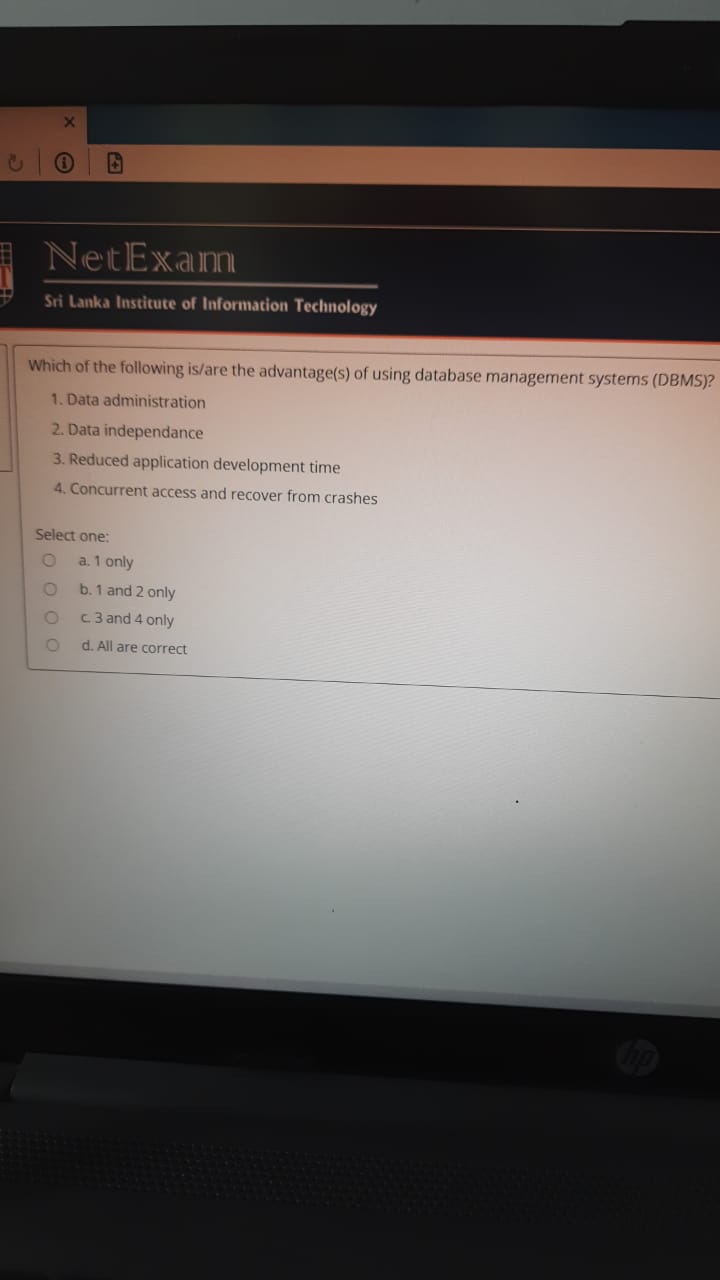 NetExam
Sri Lanka Institute of Information Technology
Which of the following is/are the advantage(s) of using database management systems (DBMS)?
1. Data administration
2. Data independance
3. Reduced application development time
4. Concurrent access and recover from crashes
Select one:
a. 1 only
b. 1 and 2 only
c. 3 and 4 only
d. All are correct
hp